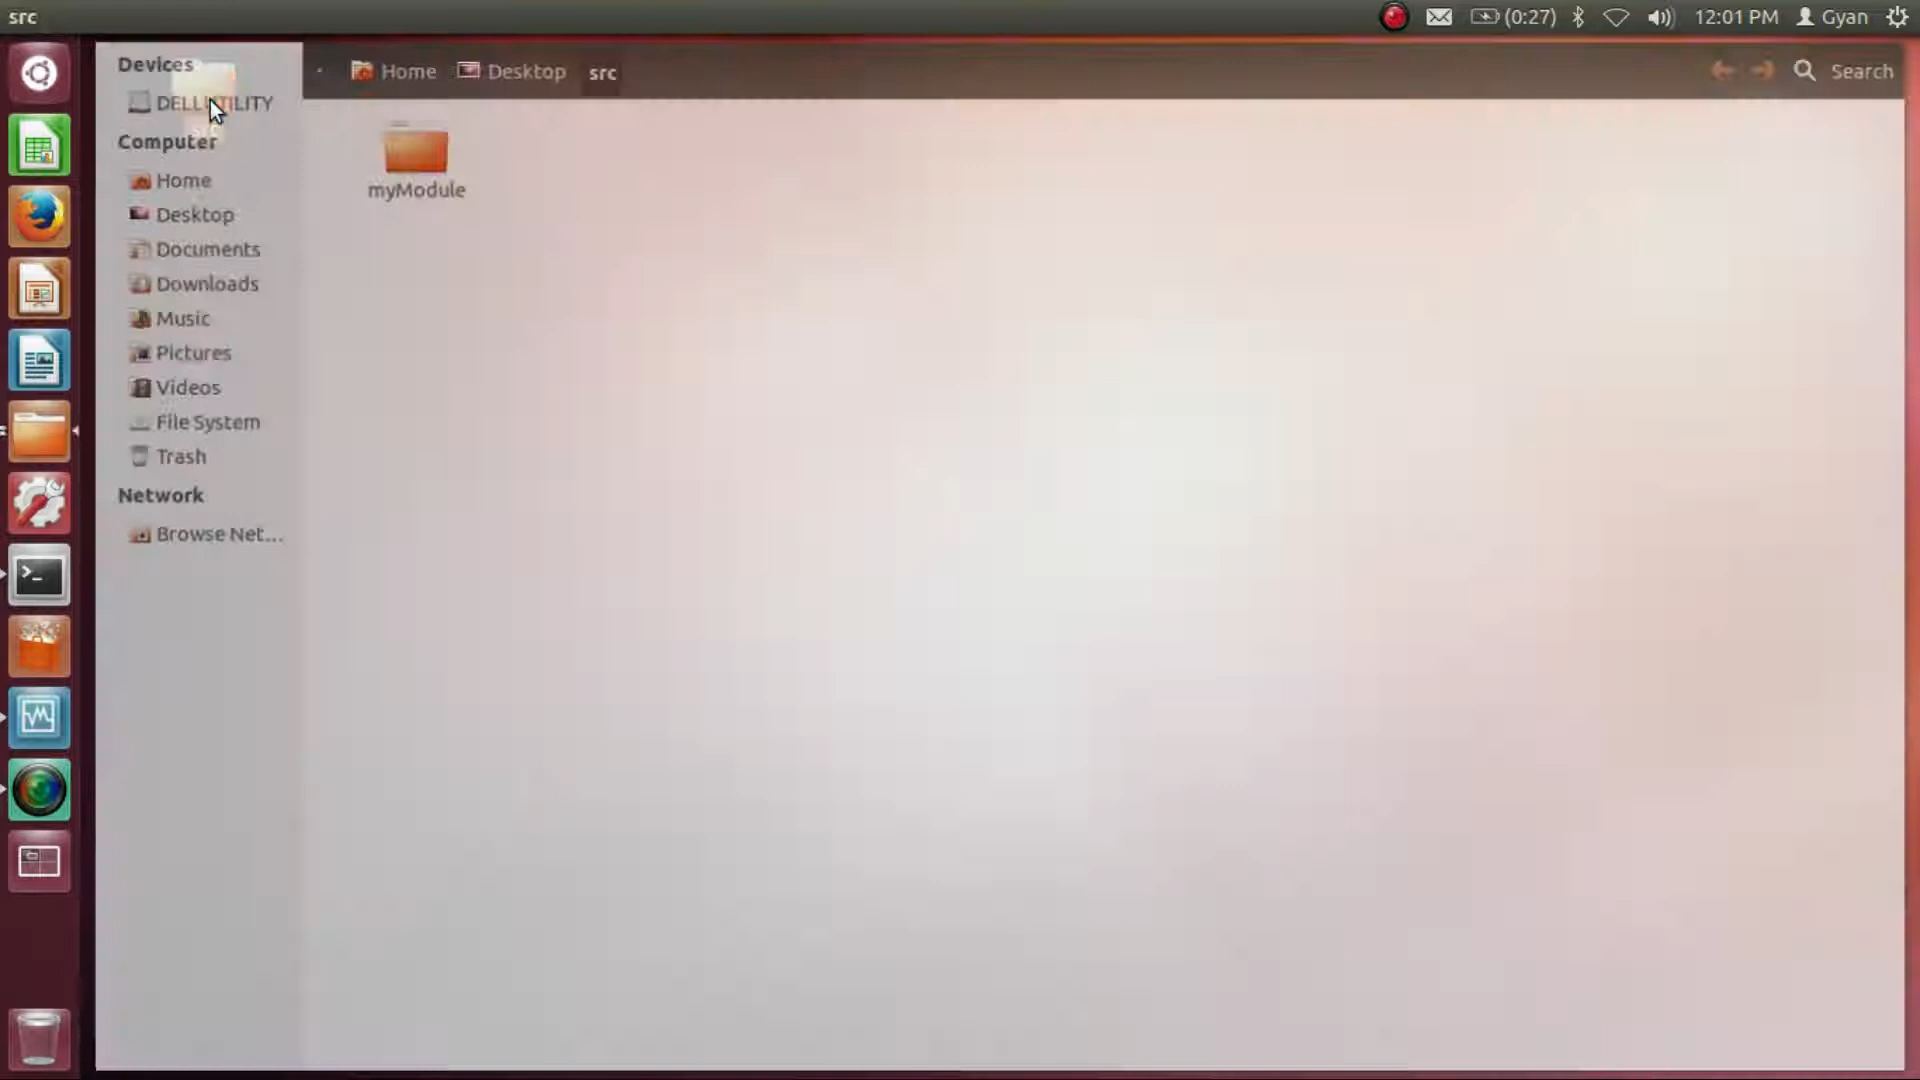 src
(0:27)
12:01 PM
Gyan
Devices
Home
Desktop
src
Search
DELLUTILITY
Computer
Home
Desktop
Documents
Downloads
Music
Pictures
Videos
File System
Trash
Network
Browse Net...
myModule